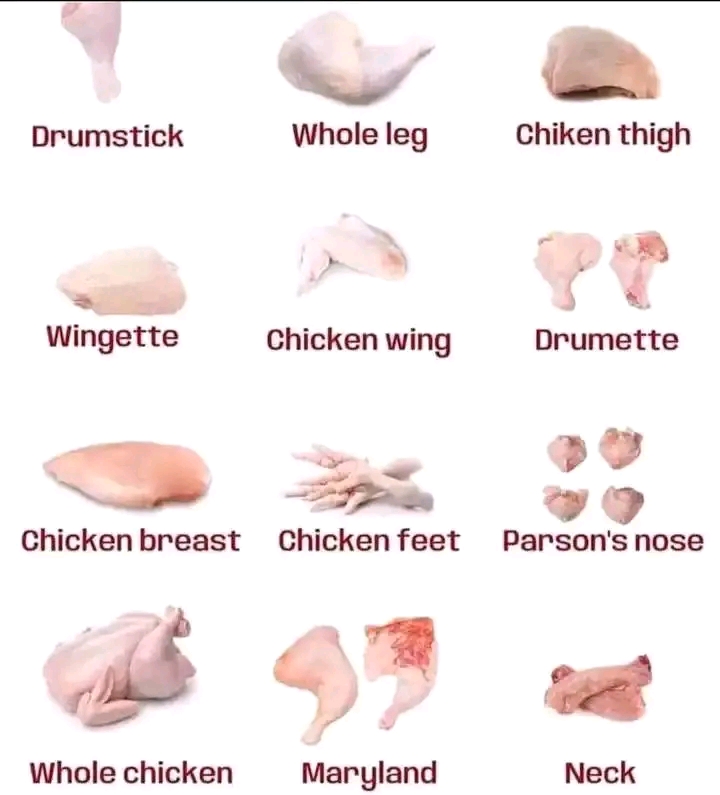 Drumstick
Whole leg
Chiken thigh
Wingette
Chicken wing
Drumette
Chicken breast
Chicken feet
Parson's nose
Whole chicken
Maryland
Neck